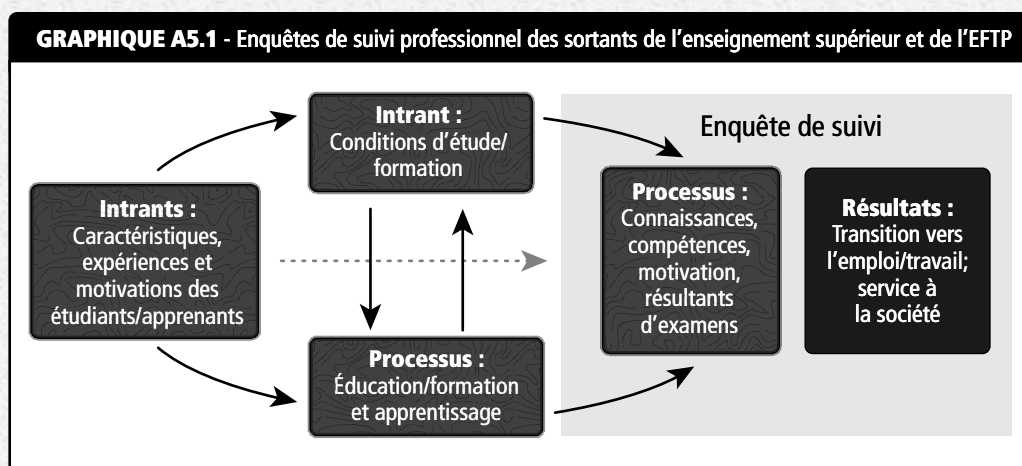 GRAPHIQUE A5.1 - Enquêtes de suivi professionnel des sortants de l'enseignement supérieur et de l'EFTP
Intrants :
Caractéristiques,
expériences et
motivations des
étudiants/apprenants
Intrant :
Conditions d'étude/
formation
Processus :
Éducation/formation
et apprentissage
Enquête de suivi
Processus :
Connaissances,
compétences,
motivation,
résultants
d'examens
Résultats :
Transition vers
l'emploi/travail;
service à
la société